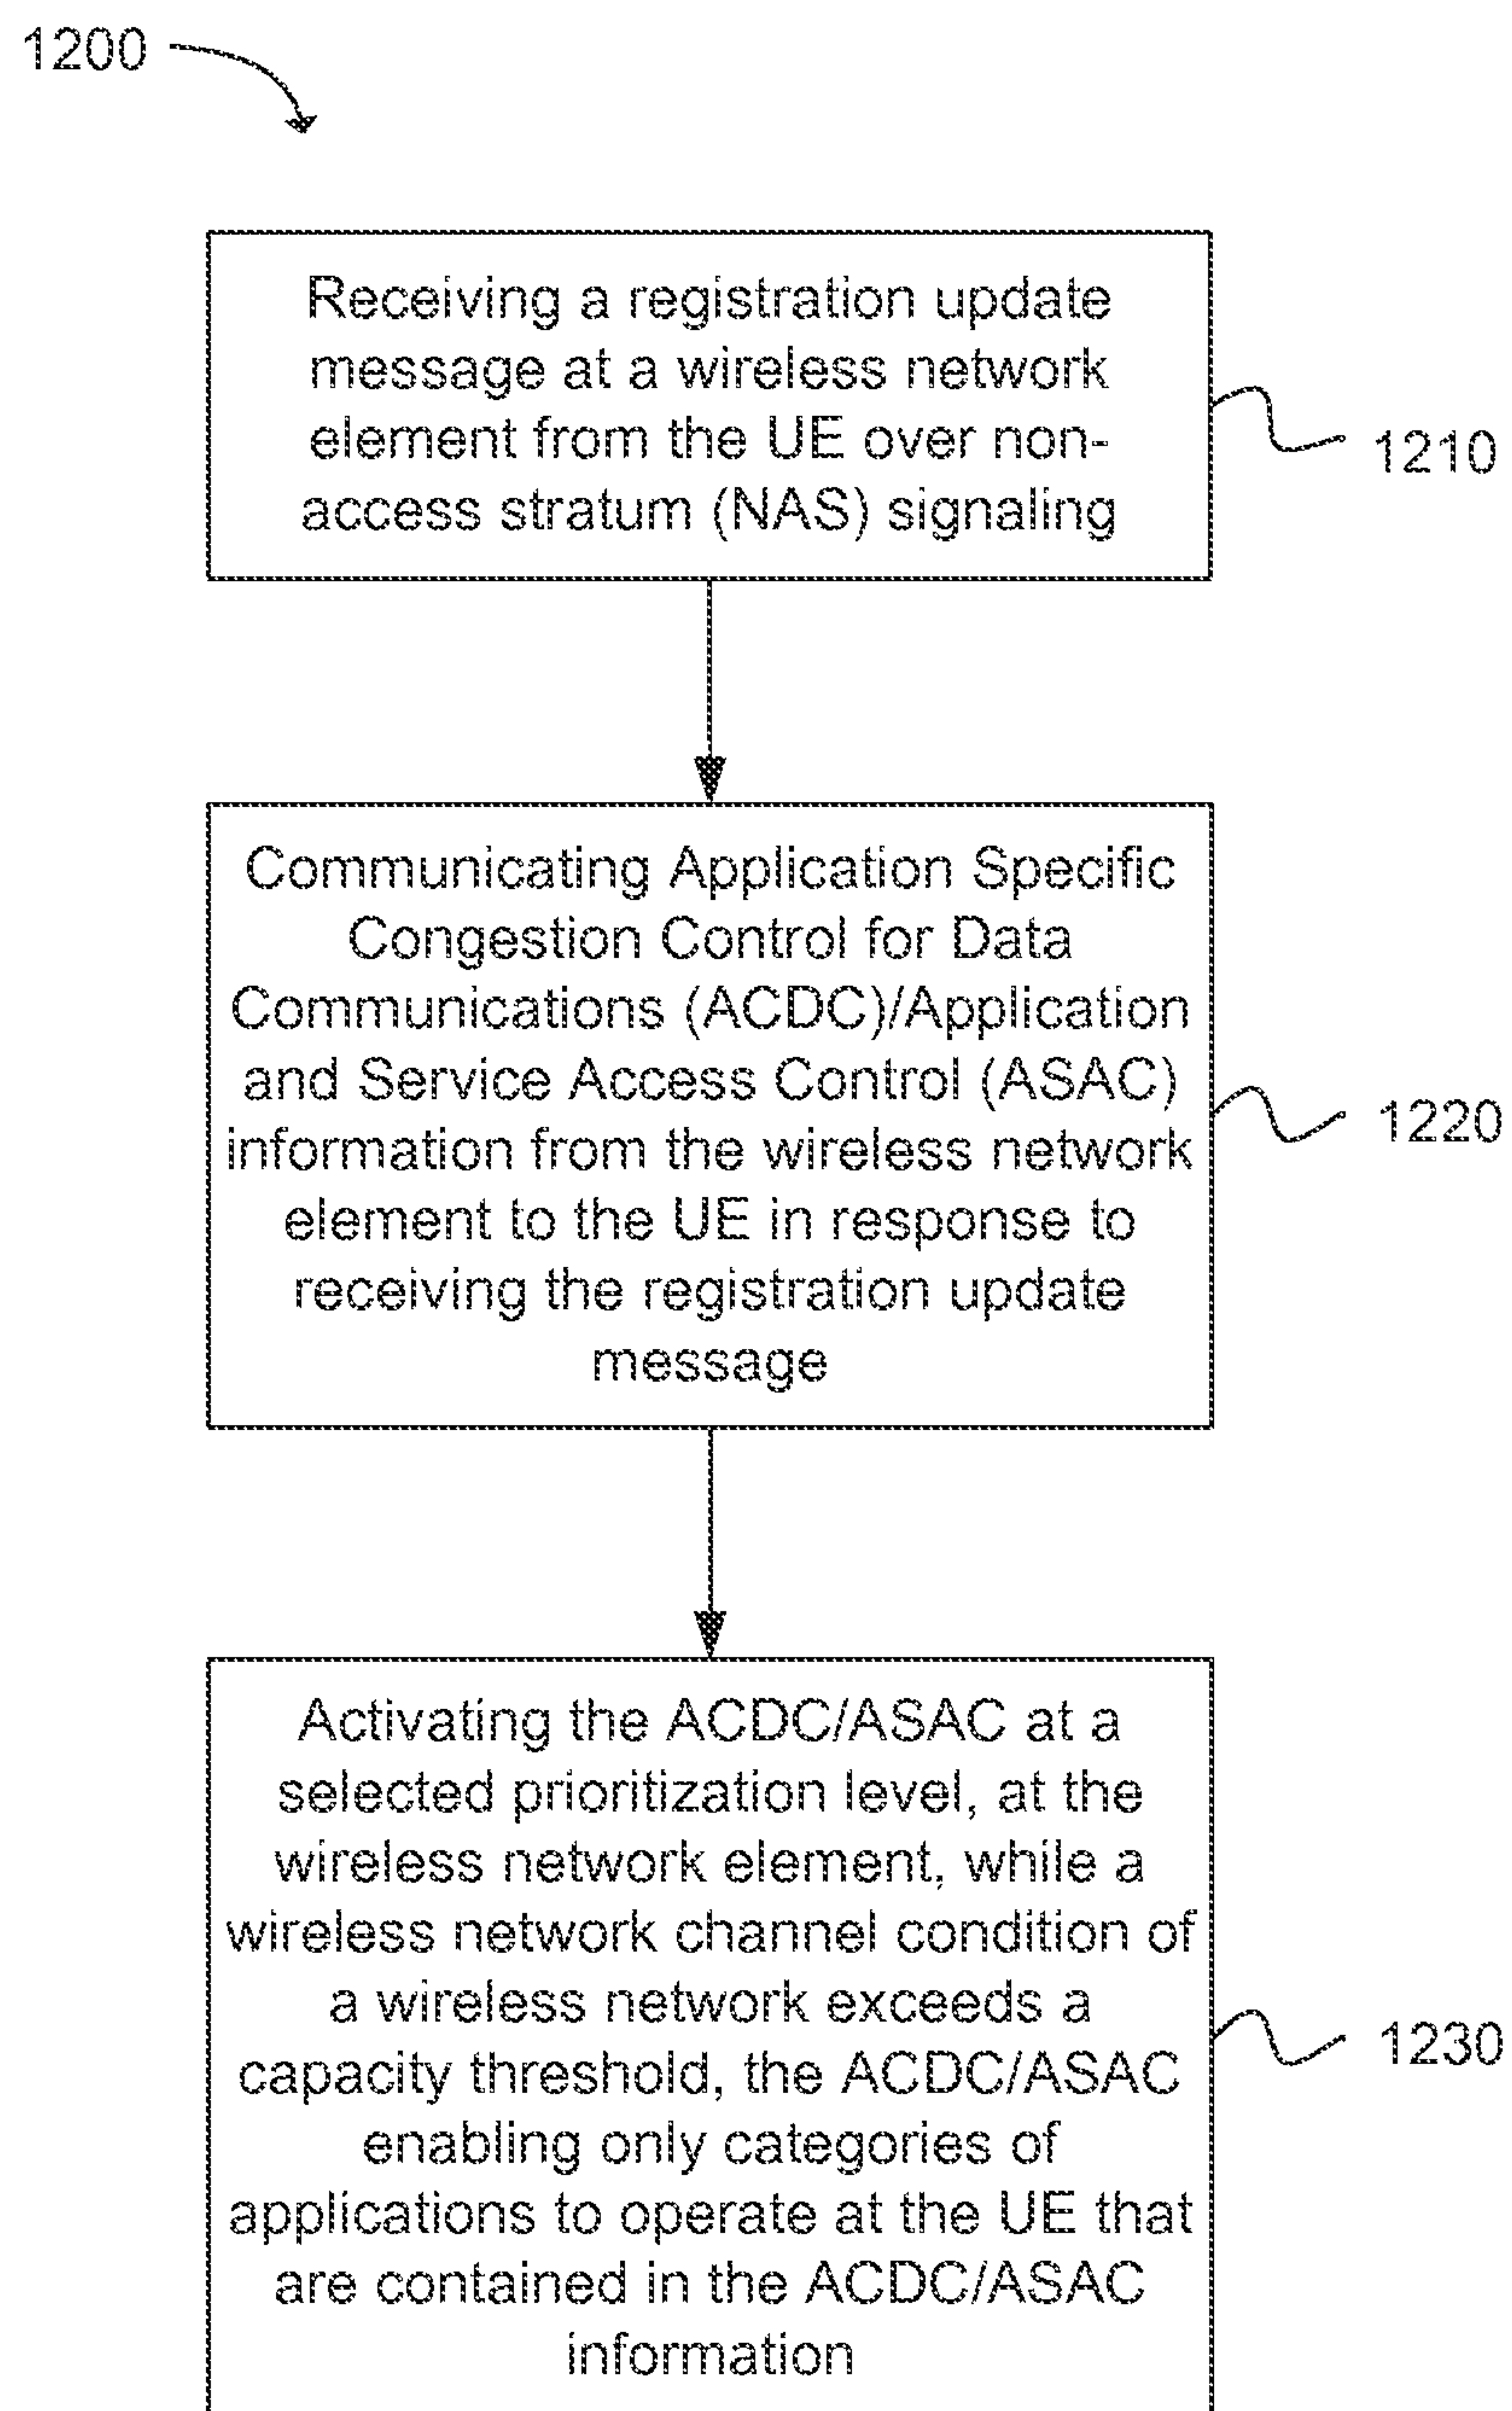 1200
Receiving a registration update
message at a wireless network
element from the UE over non-
access stratum (NAS) signaling
1210
Communicating Application Specific
Congestion Control for Data
Communications (ACDC)/Application
and Service Access Control (ASAC)
information from the wireless network
element to the UE in response to
receiving the registration update
message
1220
Activating the ACDC/ASAC at a
selected prioritization level, at the
wireless network element, while a
wireless network channel condition of
a wireless network exceeds a
capacity threshold, the ACDC/ASAC
enabling only categories of
applications to operate at the UE that
are contained in the ACDC/ASAC
information
1230